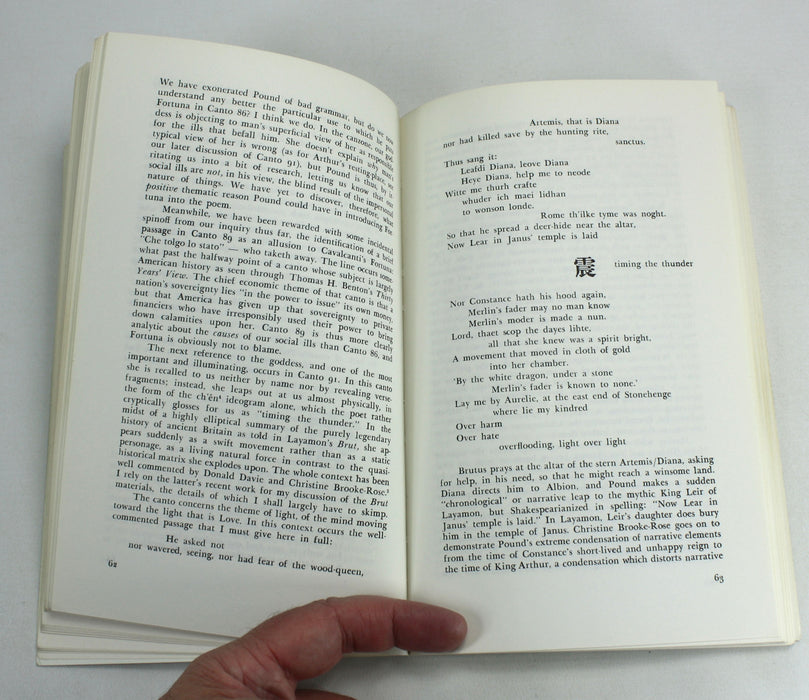 We have exonerated Pound of bad grammar, but do we now
understand any better the particular use to which he puts
Fortuna in Canto 86? I think we do. In the canzone, our god-
dess is objecting to man's superficial view of her as responsible
for the ills that befall him. She doesn't explain why man's
typical view of her is wrong (as for Arthur's resting-place, see
our later discussion of Canto 91), but Pound is thus, by ir-
ritating us into a bit of research, letting us know that our
social ills are not, in his view, the blind result of the impersonal
nature of things. We have yet to discover, therefore, what
positive thematic reason Pound could have in introducing For-
tuna into the poem.
Meanwhile, we have been rewarded with some incidental
spinoff from our inquiry thus far, the identification of a brief
passage in Canto 89 as an allusion to Cavalcanti's Fortuna:
"Che tolgo lo stato" — who taketh away. The line occurs some-
what past the halfway point of a canto whose subject is largely
American history as seen through Thomas H. Benton's Thirty
Years' View. The chief economic theme of that canto is that a
nation's sovereignty lies "in the power to issue" its own money,
but that America has given up that sovereignty to private
financiers who have irresponsibly used their power to bring
down calamities upon her. Canto 89 is thus more clearly
analytic about the causes of our social ills than Canto 86, and
Fortuna is obviously not to blame.
The next reference to the goddess, and one of the most
important and illuminating, occurs in Canto 91. In this canto
she is recalled to us neither by name nor by revealing verse-
fragments; instead, she leaps out at us almost physically, in
the form of the ch'ên⁴ ideogram alone, which the poet rather
cryptically glosses for us as "timing the thunder." In the
midst of a highly elliptical summary of the purely legendary
history of ancient Britain as told in Layamon's Brut, she ap-
pears suddenly as a swift movement rather than as a static
personage, as a living natural force in contrast to the quasi-
historical matrix she explodes upon. The whole context has been
well commented by Donald Davie and Christine Brooke-Rose.⁸
I rely on the latter's recent work for my discussion of the Brut
materials, the details of which I shall largely have to skimp.
The canto concerns the theme of light, of the mind moving
toward the light that is Love. In this context occurs the well-
commented passage that I must give here in full:
He asked not
nor wavered, seeing, nor had fear of the wood-queen,
62
Artemis, that is Diana
nor had killed save by the hunting rite,
sanctus.
Thus sang it:
Leafdi Diana, leove Diana
Heye Diana, help me to neode
Witte me thurh crafte
whuder ich maei lidhan
to wonson londe.
Rome th'ilke tyme was noght.
So that he spread a deer-hide near the altar,
Now Lear in Janus' temple is laid
震 timing the thunder
Nor Constance hath his hood again,
Merlin's fader may no man know
Merlin's moder is made a nun.
Lord, thaet scop the dayes lihte,
all that she knew was a spirit bright,
A movement that moved in cloth of gold
into her chamber.
'By the white dragon, under a stone
Merlin's fader is known to none.'
Lay me by Aurelie, at the east end of Stonehenge
where lie my kindred
Over harm
Over hate
overflooding, light over light
Brutus prays at the altar of the stern Artemis/Diana, asking
for help, in his need, so that he might reach a winsome land.
Diana directs him to Albion, and Pound makes a sudden
"chronological" or narrative leap to the mythic King Leir of
Layamon, but Shakespearianized in spelling: "Now Lear in
Janus' temple is laid." In Layamon, Leir's daughter does bury
him in the temple of Janus. Christine Brooke-Rose goes on to
demonstrate Pound's extreme condensation of narrative elements
from the time of Constance's short-lived and unhappy reign to
the time of King Arthur, a condensation which distorts narrative
63